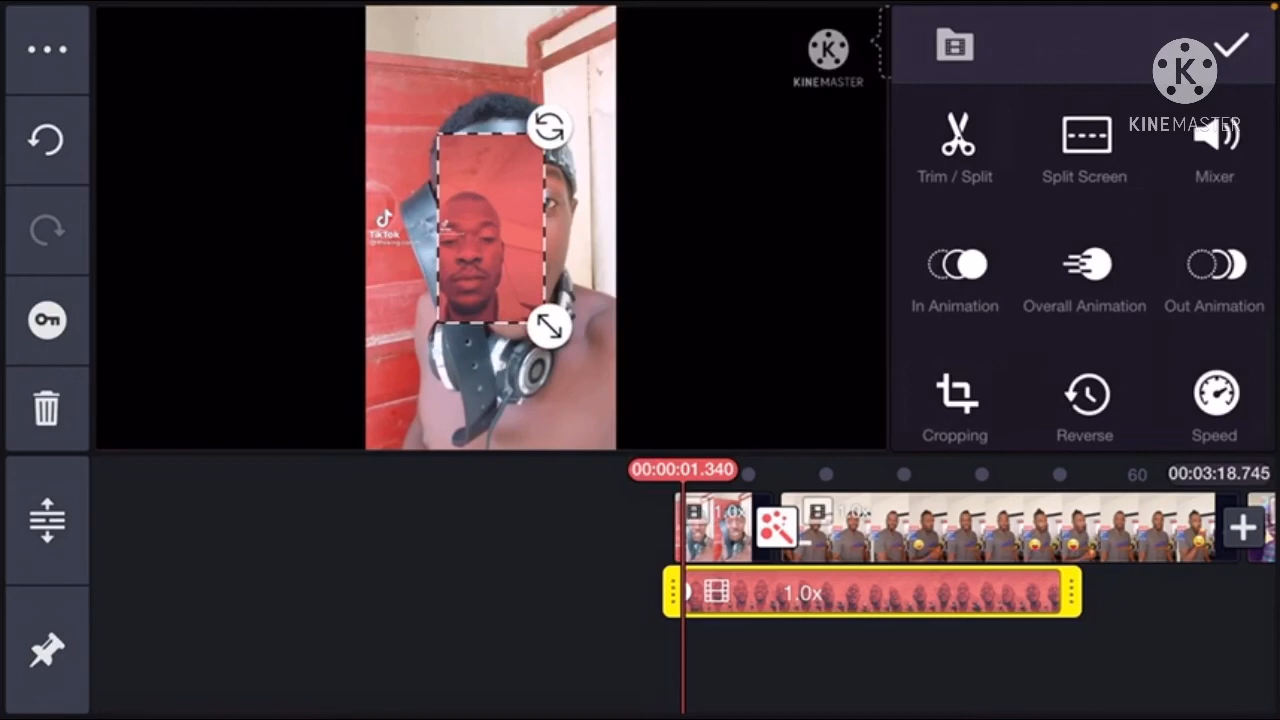 KINEMASTER
KINEMASTER
Trim / Split
Split Screen
Mixer
In Animation
Overall Animation
Out Animation
Cropping
Reverse
Speed
TikTok
00:00:01.340
60
00:03:18.745
1.0x
1.0x
1.0x